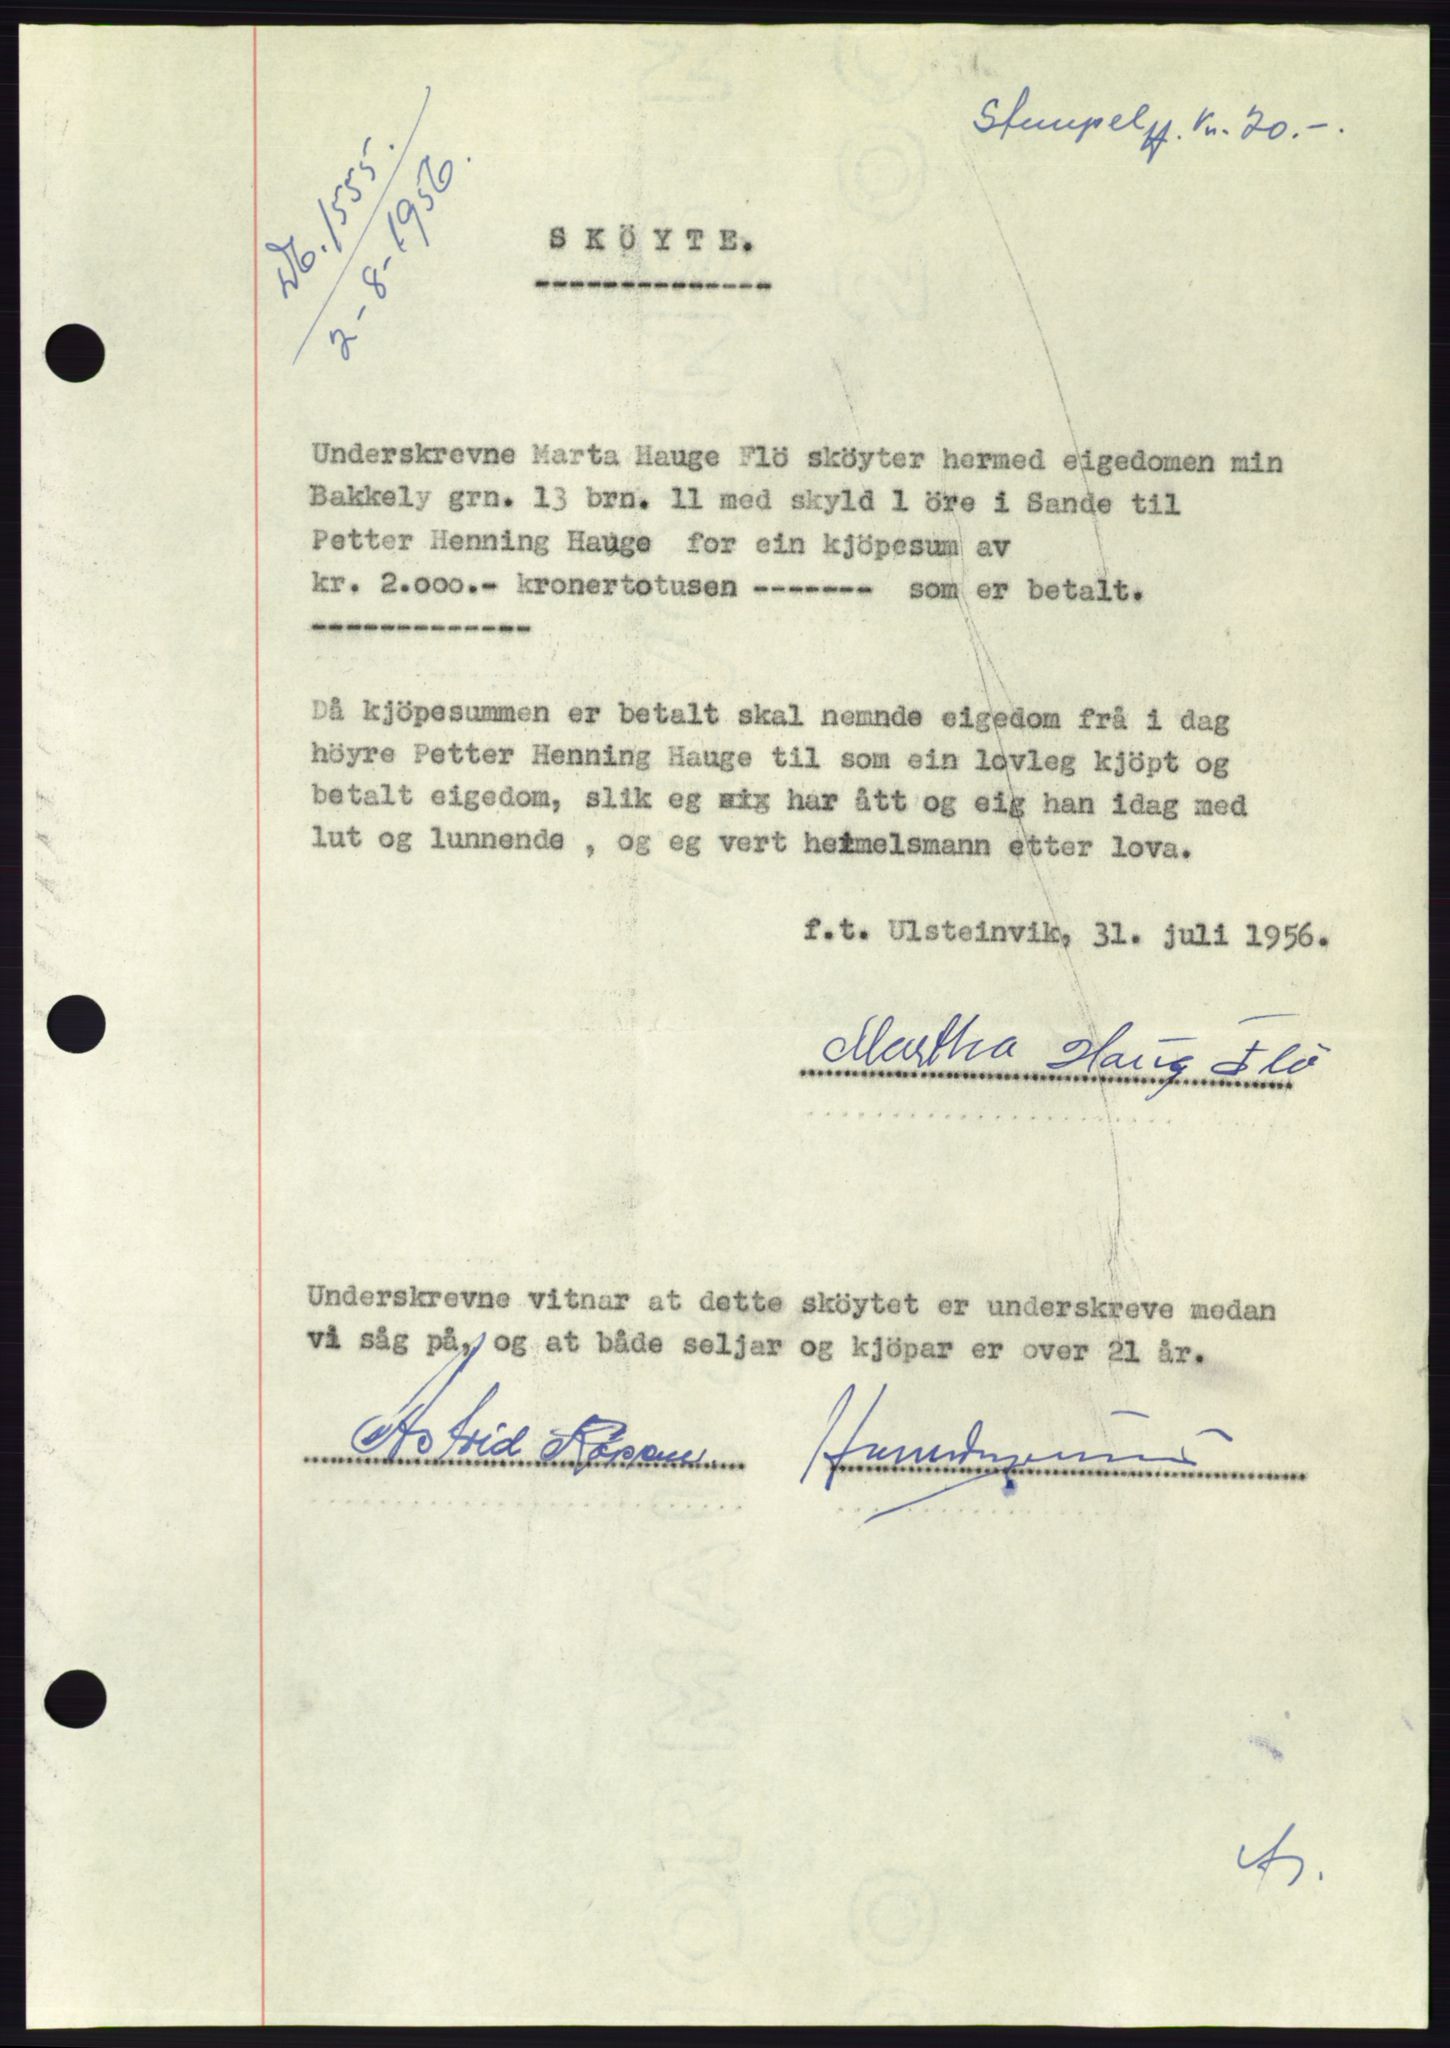 Stempelpl. kr. 20.-.
Db. 1555.
2-8-1956.
SKÖYTE.
---------------
Underskrevne Marta Hauge Flö sköyter hermed eigedomen min
Bakkely grn. 13 brn. 11 med skyld 1 öre i Sande til
Petter Henning Hauge for ein kjöpesum av
kr. 2.000.- kronertotusen ------- som er betalt.
-------------
Då kjöpesummen er betalt skal nemnde eigedom frå i dag
höyre Petter Henning Hauge til som ein lovleg kjöpt og
betalt eigedom, slik eg har ått og eig han idag med
lut og lunnende , og eg vert heimelsmann etter lova.
f.t. Ulsteinvik, 31. juli 1956.
Martha Haug Flö
Underskrevne vitnar at dette sköytet er underskreve medan
vi såg på, og at både seljar og kjöpar er over 21 år.
Astrid